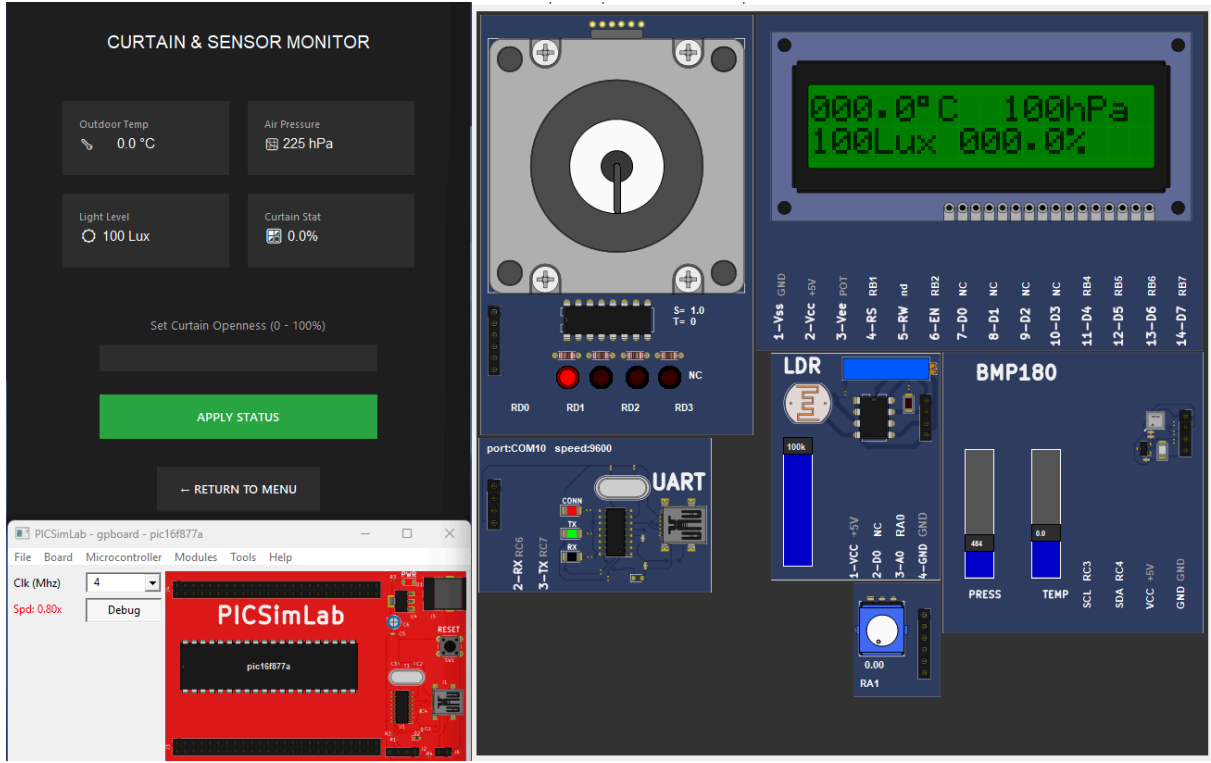 CURTAIN & SENSOR MONITOR
Outdoor Temp
0.0 °C
Air Pressure
225 hPa
Light Level
100 Lux
Curtain Stat
0.0%
Set Curtain Openness (0 - 100%)
APPLY STATUS
← RETURN TO MENU
PICSimLab - gpboard - pic16f877a
File Board Microcontroller Modules Tools Help
Clk (Mhz) 4
Spd: 0.80x Debug
PWR
PICSimLab
RESET
pic16f877a
S= 1.0
T= 0
NC
RD0 RD1 RD2 RD3
port:COM10 speed:9600
UART
CONN
TX
RX
2-RX RC6
3-TX RC7
000.0°C 100hPa
100Lux 000.0%
1-Vss GND
2-Vcc +5V
3-Vee POT
4-RS RB1
5-RW nd
6-EN RB2
7-D0 NC
8-D1 NC
9-D2 NC
10-D3 NC
11-D4 RB4
12-D5 RB5
13-D6 RB6
14-D7 RB7
LDR
100k
1-VCC +5V
2-D0 NC
3-A0 RA0
4-GND GND
BMP180
484
0.0
PRESS
TEMP
SCL RC3
SDA RC4
VCC +5V
GND GND
0.00
RA1